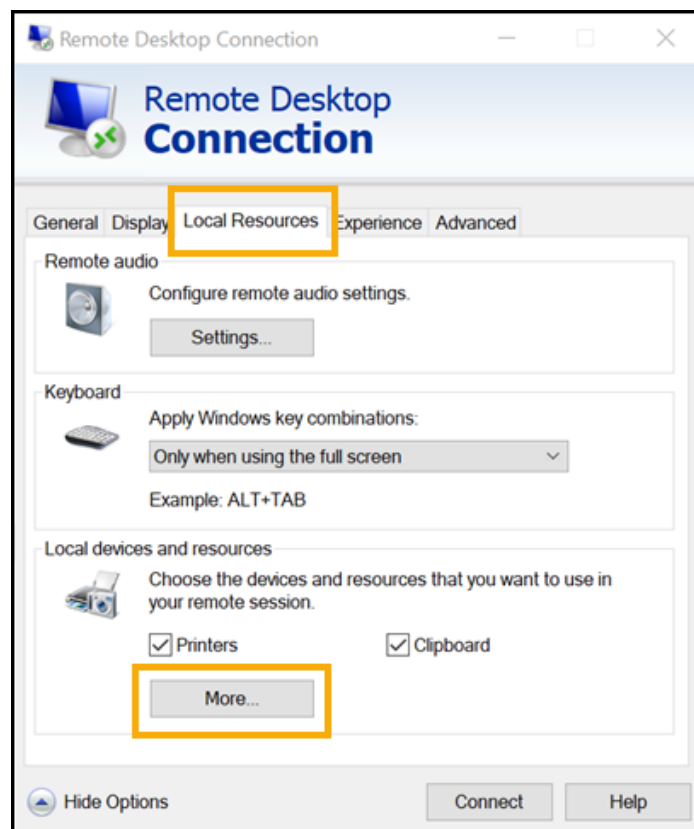 Remote Desktop Connection
Remote Desktop
Connection
General Display Local Resources Experience Advanced
Remote audio
Configure remote audio settings.
Settings...
Keyboard
Apply Windows key combinations:
Only when using the full screen
Example: ALT+TAB
Local devices and resources
Choose the devices and resources that you want to use in
your remote session.
Printers Clipboard
More...
Hide Options Connect Help